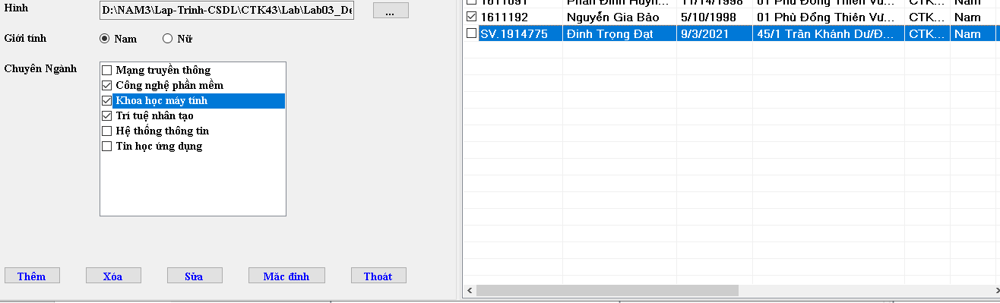 Hình D:\NAM3\Lap-Trinh-CSDL\CTK43\Lab\Lab03_De ...
Giới tính Nam Nữ
Chuyên Ngành
Mạng truyền thông
Công nghệ phần mềm
Khoa học máy tính
Trí tuệ nhân tạo
Hệ thống thông tin
Tin học ứng dụng
Thêm Xóa Sửa Mặc đinh Thoát
1611091 Phan Đình Huỳn... 11/14/1998 01 Phù Đổng Thiên Vư... CTK... Nam
1611192 Nguyễn Gia Bảo 5/10/1998 01 Phù Đổng Thiên Vư... CTK... Nam
SV.1914775 Đinh Trọng Đạt 9/3/2021 45/1 Trần Khánh Dư/Đ... CTK... Nam